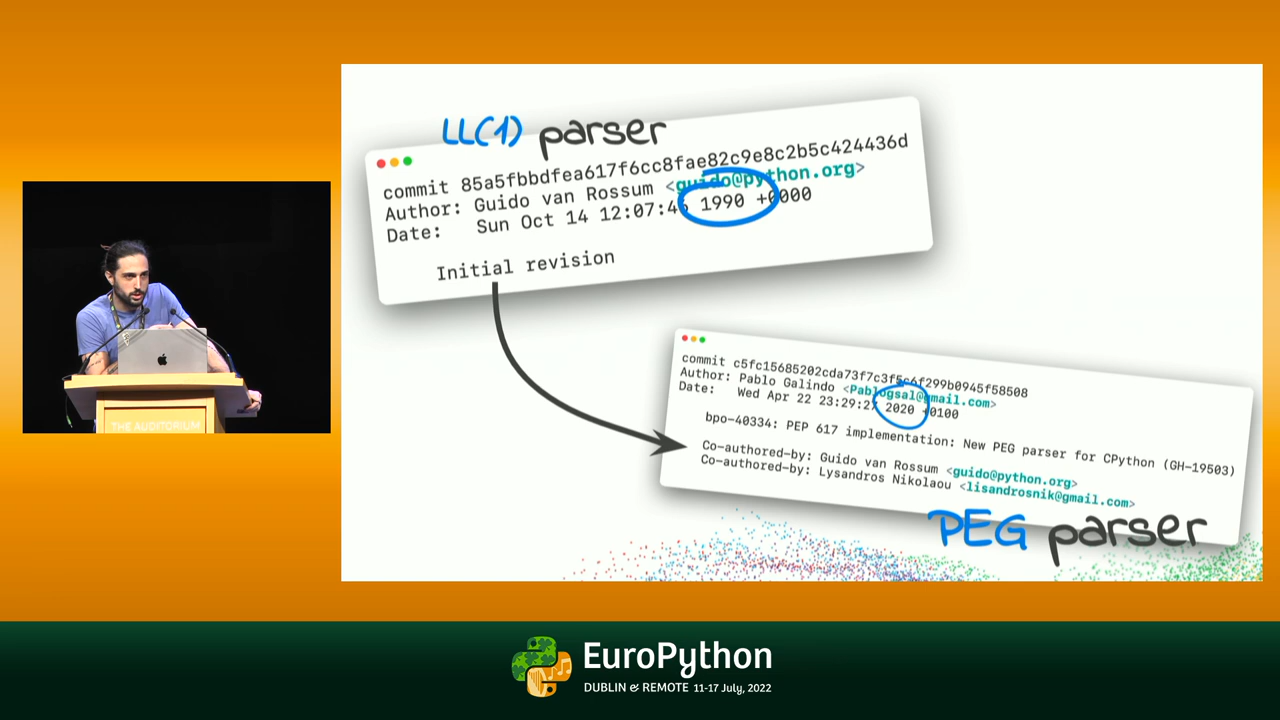 LL(1) parser
commit 85a5fbbdfea617f6cc8fae82c9e8c2b5c424436d
Author: Guido van Rossum <guido@python.org>
Date: Sun Oct 14 12:07:46 1990 +0000
Initial revision
commit c5fc15685202cda73f7c3f5c6f299b0945f58508
Author: Pablo Galindo <Pablogsal@gmail.com>
Date: Wed Apr 22 23:29:27 2020 +0100
bpo-40334: PEP 617 implementation: New PEG parser for CPython (GH-19503)
Co-authored-by: Guido van Rossum <guido@python.org>
Co-authored-by: Lysandros Nikolaou <lisandrosnik@gmail.com>
PEG parser
THE AUDITORIUM
EuroPython
DUBLIN & REMOTE 11-17 July, 2022